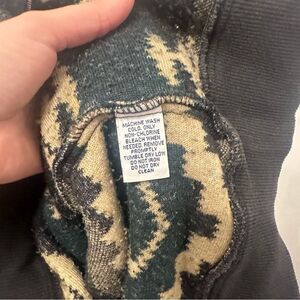 MACHINE WASH
COLD. ONLY
NON-CHLORINE
BLEACH WHEN
NEEDED. REMOVE
PROMPTLY
TUMBLE DRY LOW
DO NOT IRON
DO NOT DRY
CLEAN